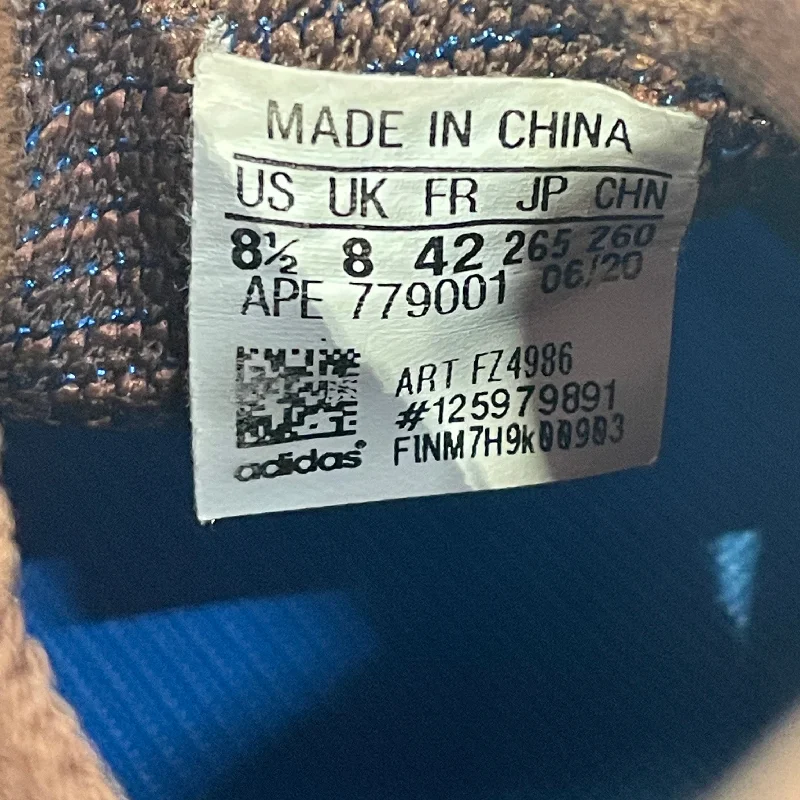 MADE IN CHINA
US UK FR JP CHN
8½ 8 42 265 260
APE 779001 06/20
ART FZ4986
#125979891
F1NM7H9k00903
adidas®